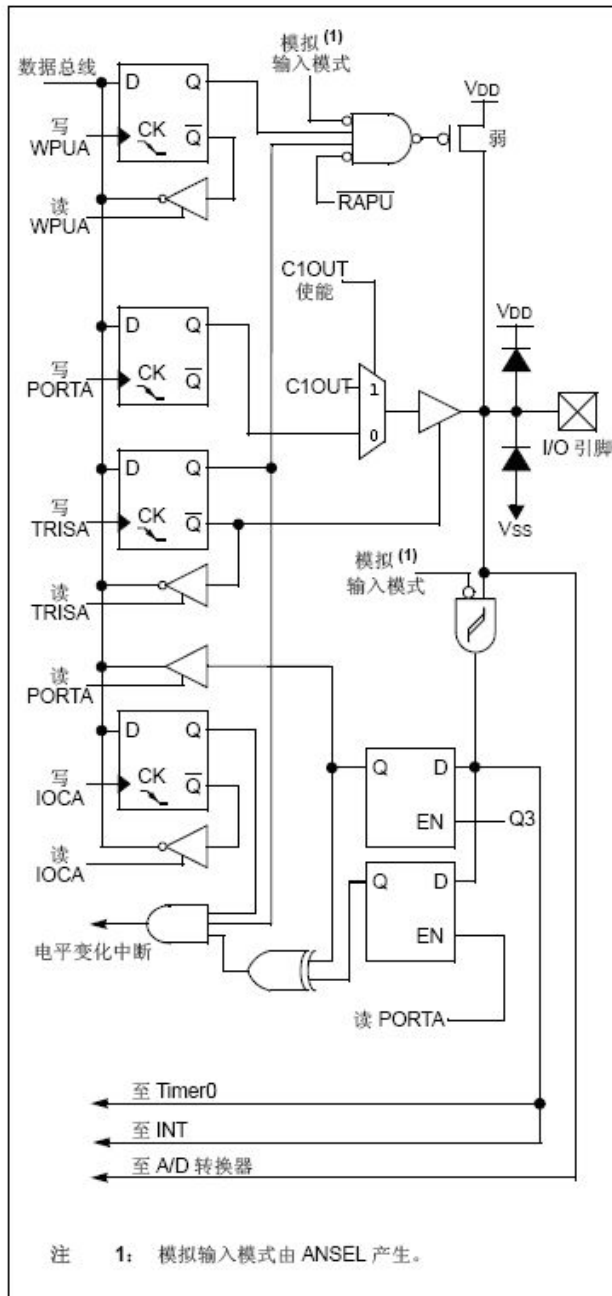 模拟(1)
输入模式
数据总线
D Q
VDD
写
WPUA
CK Q
弱
读
WPUA
RAPU
C1OUT
使能
VDD
D Q
写
PORTA
CK Q
C1OUT
1
0
I/O 引脚
D Q
写
TRISA
CK Q
VSS
模拟(1)
输入模式
读
TRISA
读
PORTA
D Q
Q D
写
IOCA
CK Q
EN
Q3
读
IOCA
Q D
EN
电平变化中断
读 PORTA
至 Timer0
至 INT
至 A/D 转换器
注 1: 模拟输入模式由 ANSEL 产生。